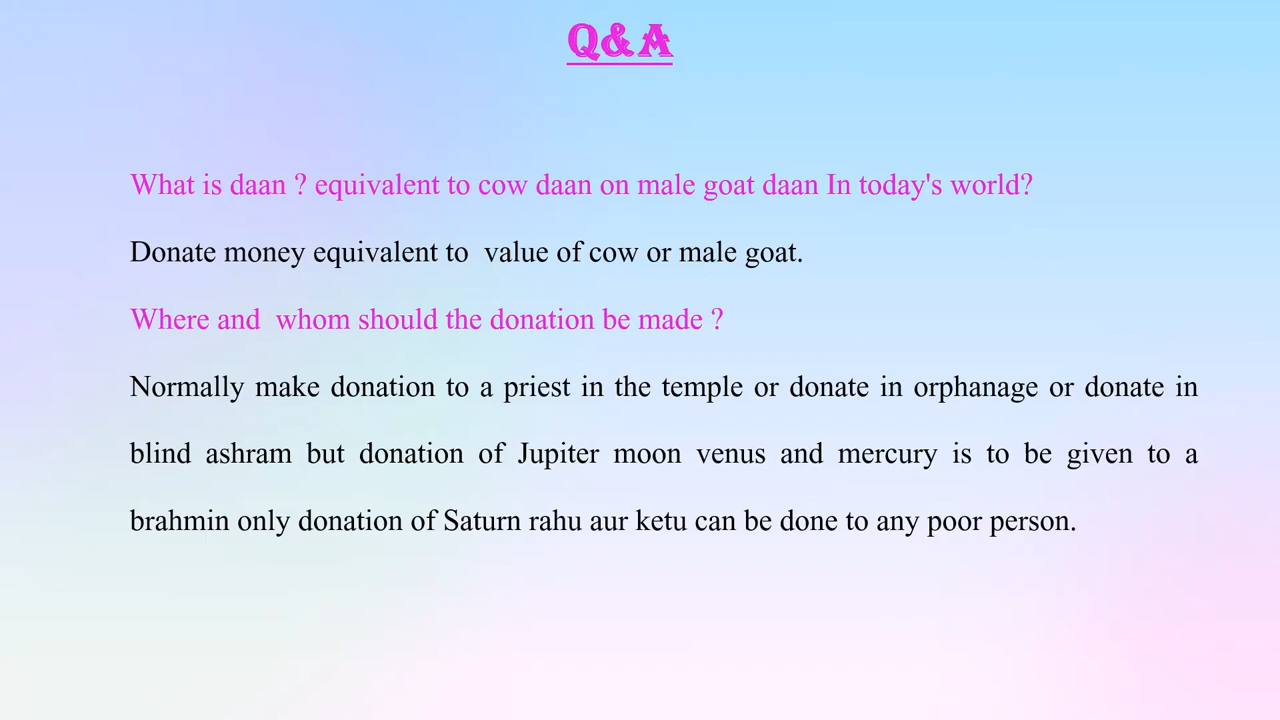 Q&A
What is daan ? equivalent to cow daan on male goat daan In today's world?
Donate money equivalent to  value of cow or male goat.
Where and  whom should the donation be made ?
Normally make donation to a priest in the temple or donate in orphanage or donate in
blind ashram but donation of Jupiter moon venus and mercury is to be given to a
brahmin only donation of Saturn rahu aur ketu can be done to any poor person.